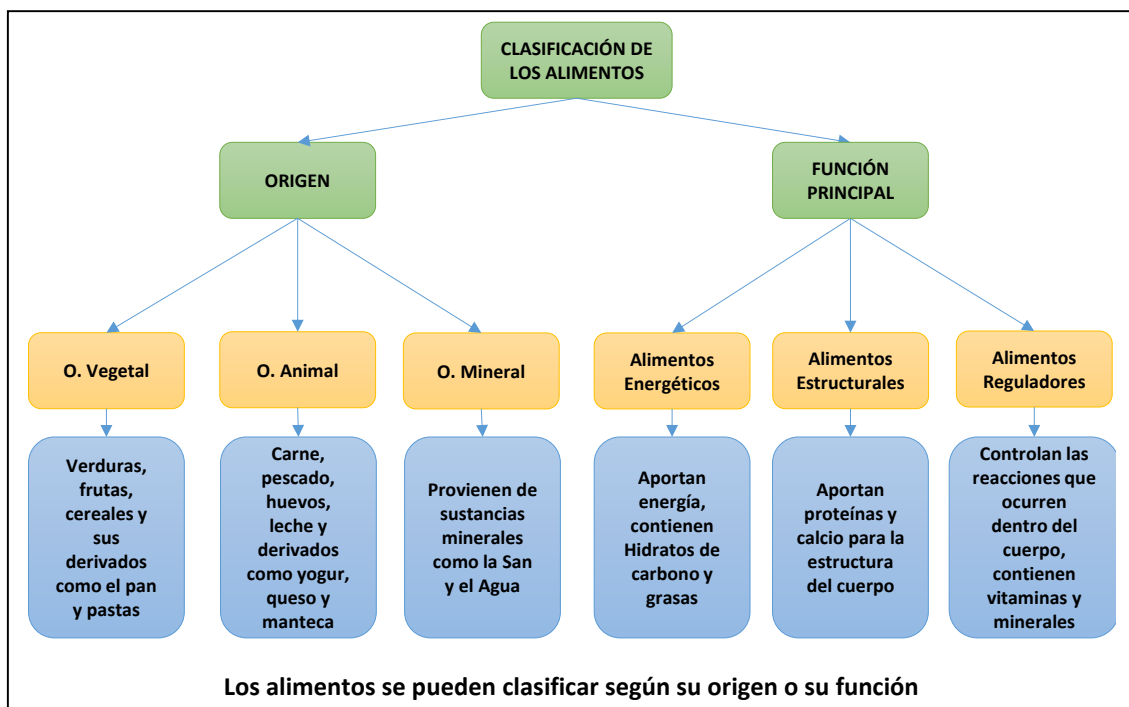 CLASIFICACIÓN DE
LOS ALIMENTOS
ORIGEN
FUNCIÓN
PRINCIPAL
O. Vegetal
O. Animal
O. Mineral
Alimentos
Energéticos
Alimentos
Estructurales
Alimentos
Reguladores
Verduras,
frutas,
cereales y
sus
derivados
como el pan
y pastas
Carne,
pescado,
huevos,
leche y
derivados
como yogur,
queso y
manteca
Provienen de
sustancias
minerales
como la San
y el Agua
Aportan
energía,
contienen
Hidratos de
carbono y
grasas
Aportan
proteínas y
calcio para la
estructura
del cuerpo
Controlan las
reacciones que
ocurren
dentro del
cuerpo,
contienen
vitaminas y
minerales
Los alimentos se pueden clasificar según su origen o su función